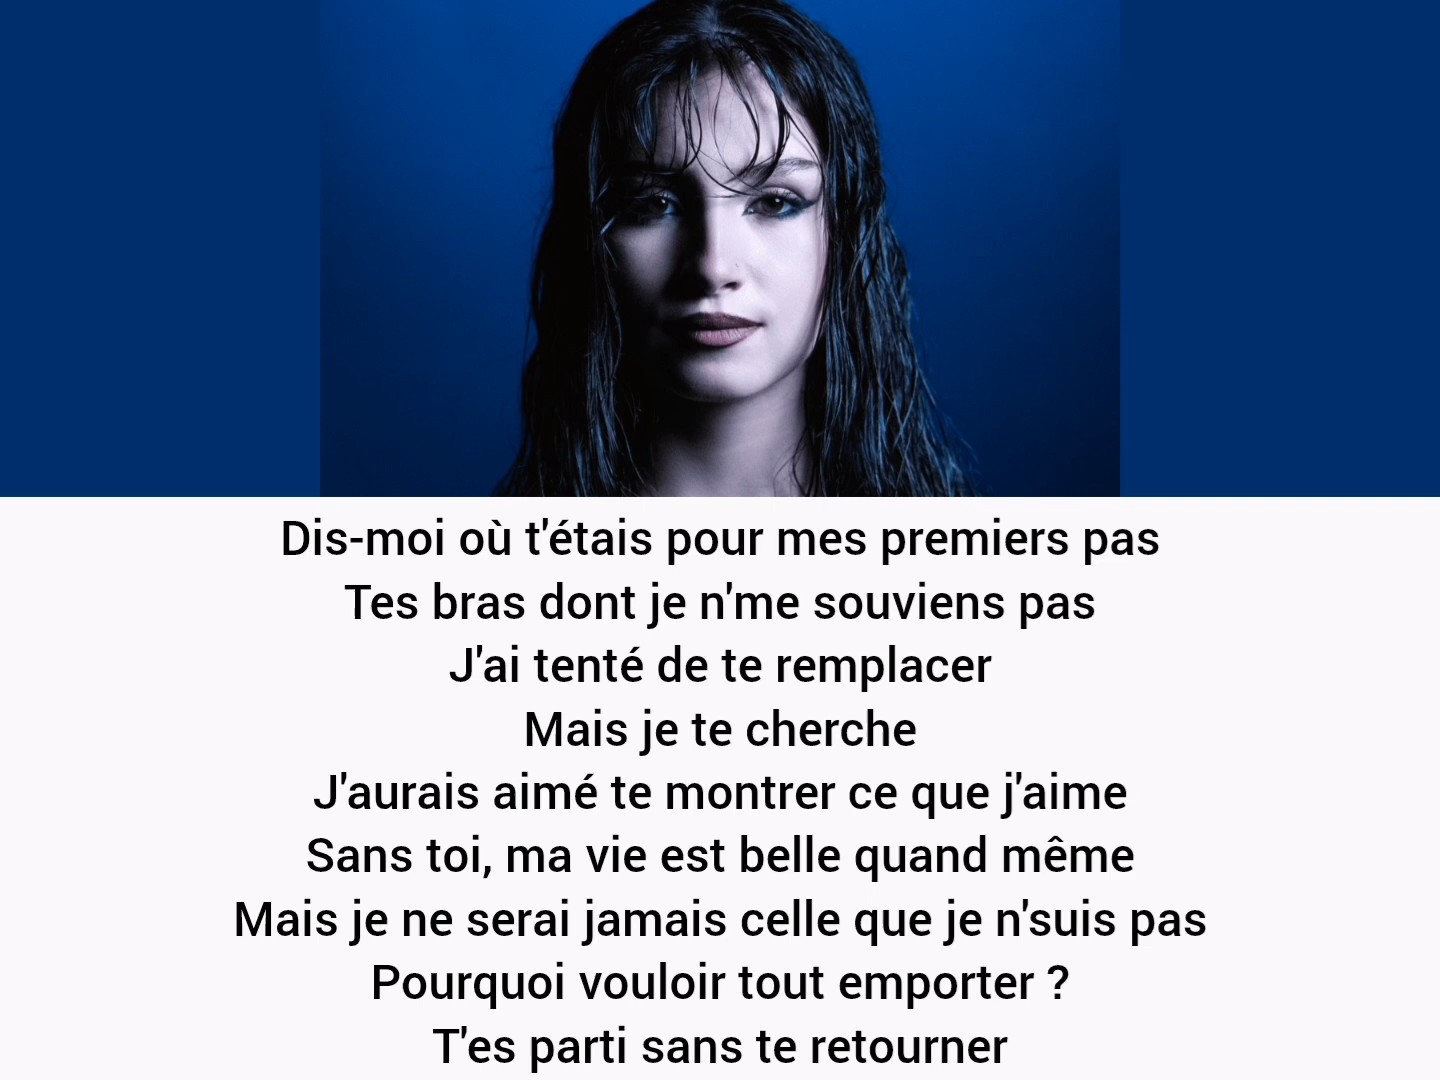 Dis-moi où t'étais pour mes premiers pas
Tes bras dont je n'me souviens pas
J'ai tenté de te remplacer
Mais je te cherche
J'aurais aimé te montrer ce que j'aime
Sans toi, ma vie est belle quand même
Mais je ne serai jamais celle que je n'suis pas
Pourquoi vouloir tout emporter ?
T'es parti sans te retourner